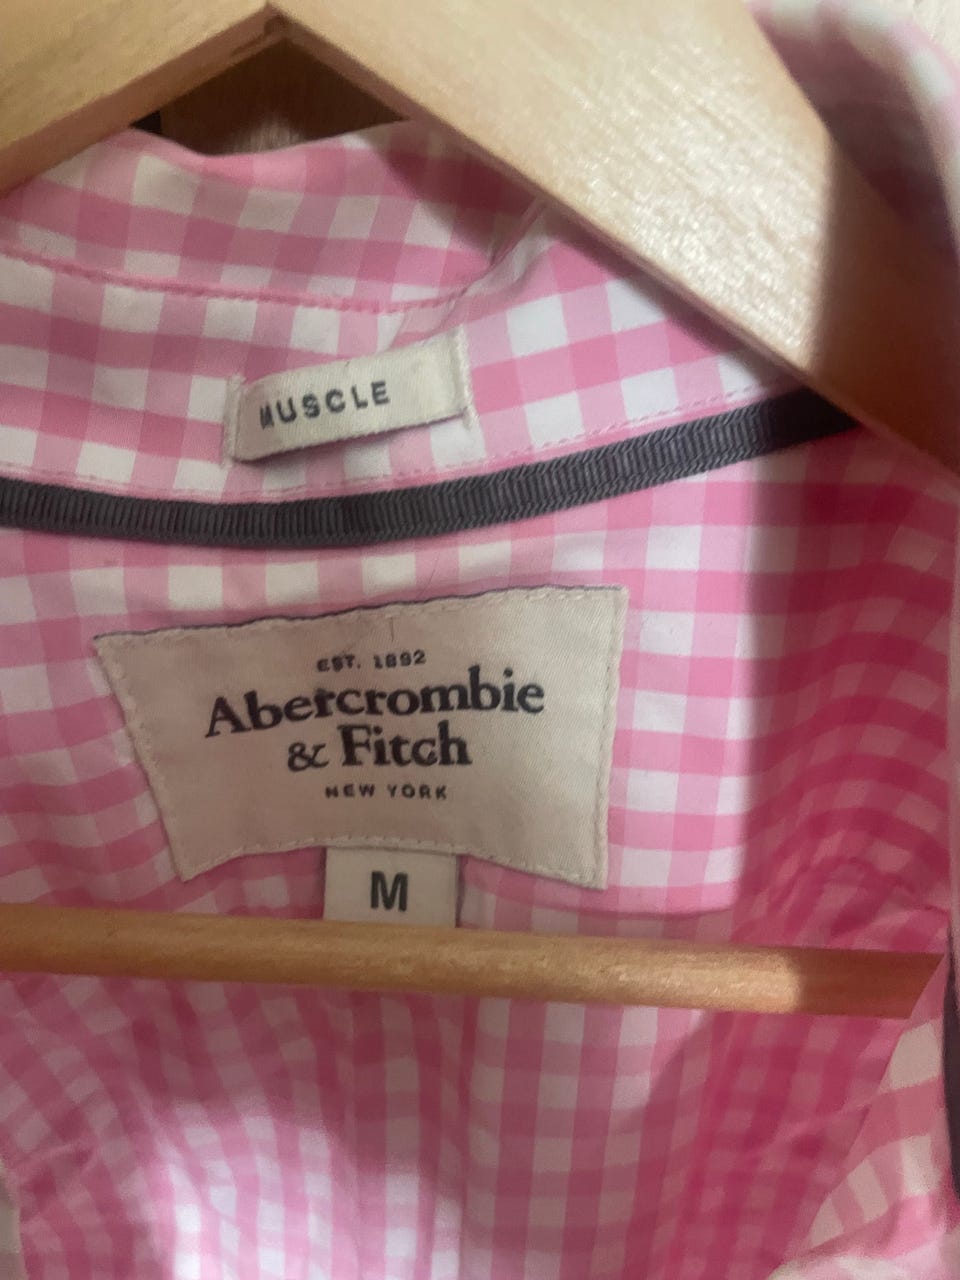 MUSCLE
EST. 1892
Abercrombie
& Fitch
NEW YORK
M